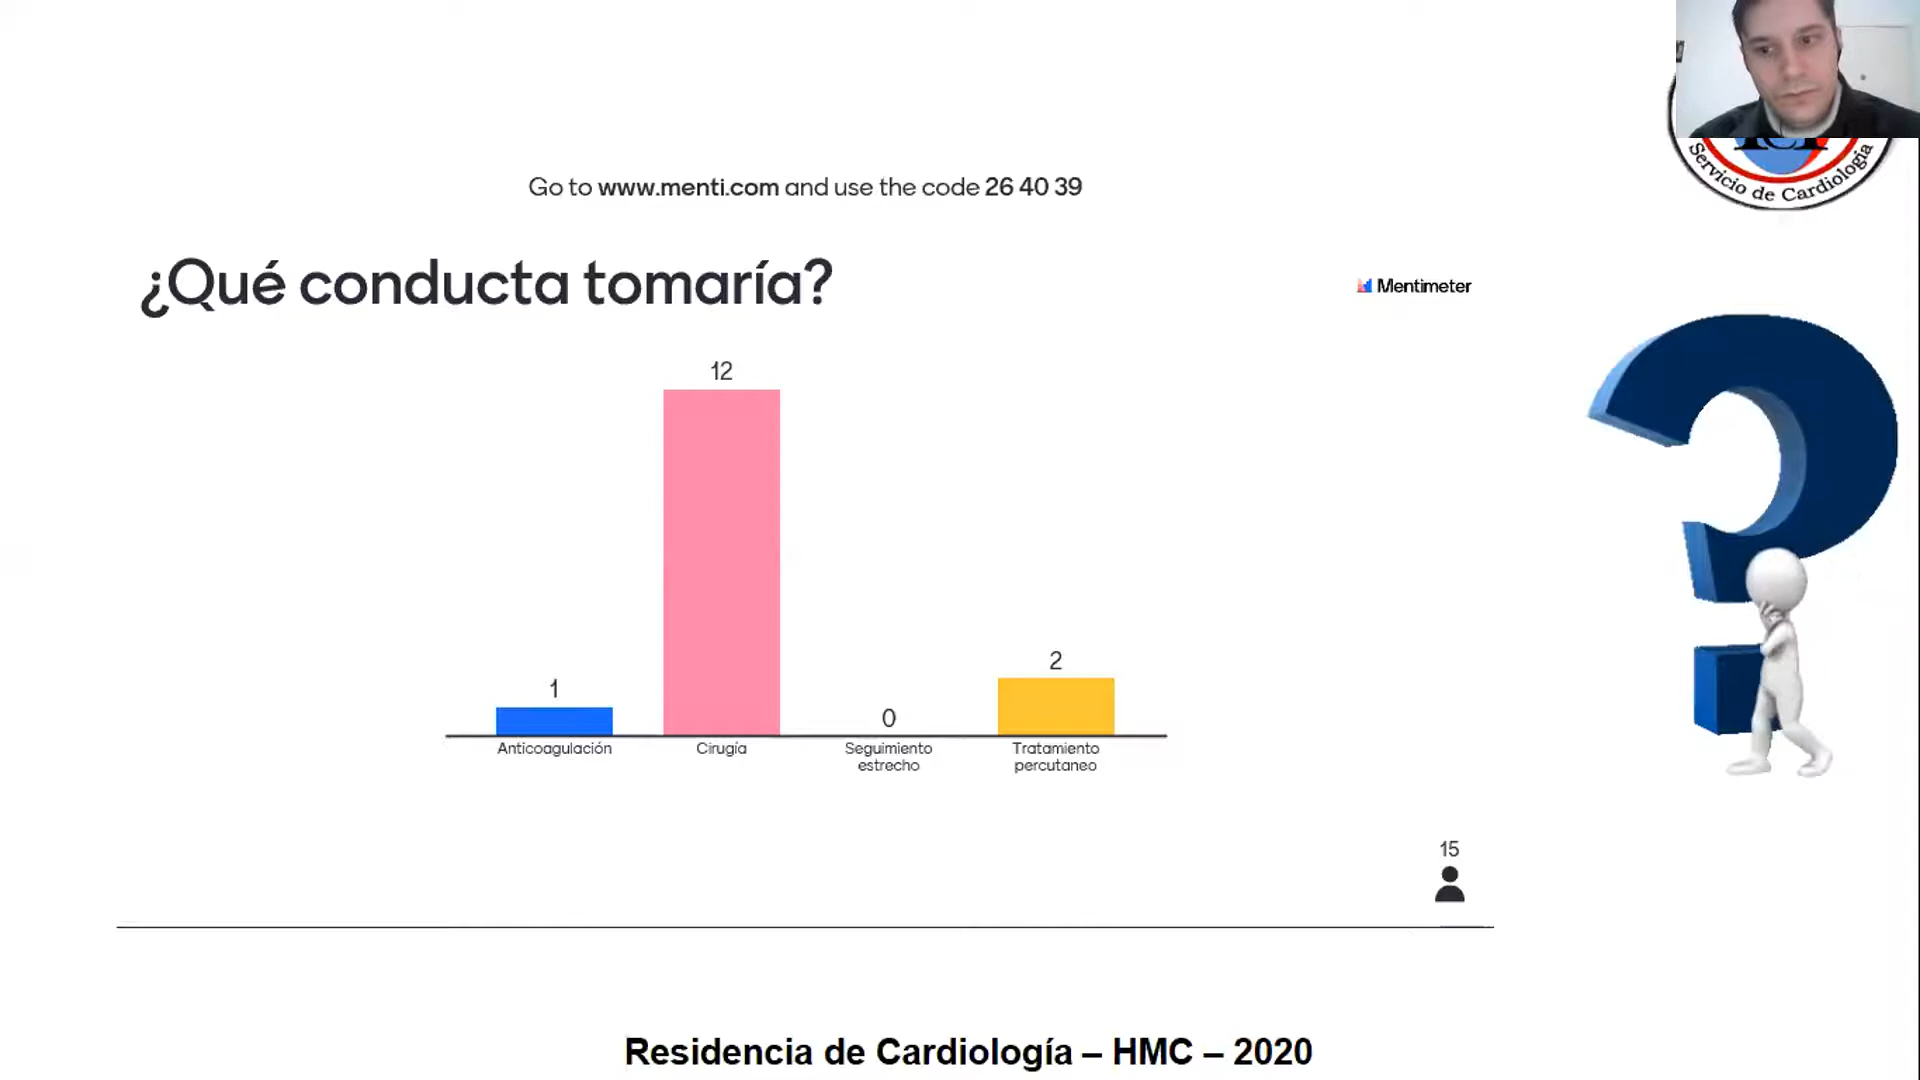 Servicio de Cardiología
Go to www.menti.com and use the code 26 40 39
¿Qué conducta tomaría?
Mentimeter
12
1
0
2
Anticoagulación
Cirugía
Seguimiento
estrecho
Tratamiento
percutaneo
15
Residencia de Cardiología – HMC – 2020